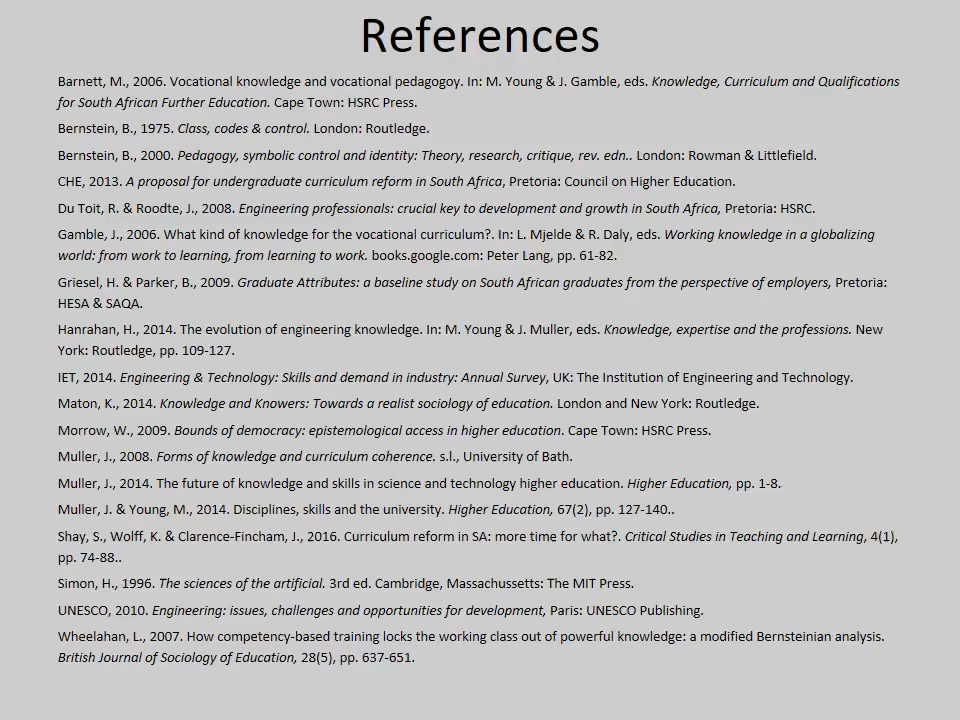 References
Barnett, M., 2006. Vocational knowledge and vocational pedagogoy. In: M. Young & J. Gamble, eds. Knowledge, Curriculum and Qualifications
for South African Further Education. Cape Town: HSRC Press.
Bernstein, B., 1975. Class, codes & control. London: Routledge.
Bernstein, B., 2000. Pedagogy, symbolic control and identity: Theory, research, critique, rev. edn.. London: Rowman & Littlefield.
CHE, 2013. A proposal for undergraduate curriculum reform in South Africa, Pretoria: Council on Higher Education.
Du Toit, R. & Roodte, J., 2008. Engineering professionals: crucial key to development and growth in South Africa, Pretoria: HSRC.
Gamble, J., 2006. What kind of knowledge for the vocational curriculum?. In: L. Mjelde & R. Daly, eds. Working knowledge in a globalizing
world: from work to learning, from learning to work. books.google.com: Peter Lang, pp. 61-82.
Griesel, H. & Parker, B., 2009. Graduate Attributes: a baseline study on South African graduates from the perspective of employers, Pretoria:
HESA & SAQA.
Hanrahan, H., 2014. The evolution of engineering knowledge. In: M. Young & J. Muller, eds. Knowledge, expertise and the professions. New
York: Routledge, pp. 109-127.
IET, 2014. Engineering & Technology: Skills and demand in industry: Annual Survey, UK: The Institution of Engineering and Technology.
Maton, K., 2014. Knowledge and Knowers: Towards a realist sociology of education. London and New York: Routledge.
Morrow, W., 2009. Bounds of democracy: epistemological access in higher education. Cape Town: HSRC Press.
Muller, J., 2008. Forms of knowledge and curriculum coherence. s.l., University of Bath.
Muller, J., 2014. The future of knowledge and skills in science and technology higher education. Higher Education, pp. 1-8.
Muller, J. & Young, M., 2014. Disciplines, skills and the university. Higher Education, 67(2), pp. 127-140..
Shay, S., Wolff, K. & Clarence-Fincham, J., 2016. Curriculum reform in SA: more time for what?. Critical Studies in Teaching and Learning, 4(1),
pp. 74-88..
Simon, H., 1996. The sciences of the artificial. 3rd ed. Cambridge, Massachussetts: The MIT Press.
UNESCO, 2010. Engineering: issues, challenges and opportunities for development, Paris: UNESCO Publishing.
Wheelahan, L., 2007. How competency-based training locks the working class out of powerful knowledge: a modified Bernsteinian analysis.
British Journal of Sociology of Education, 28(5), pp. 637-651.